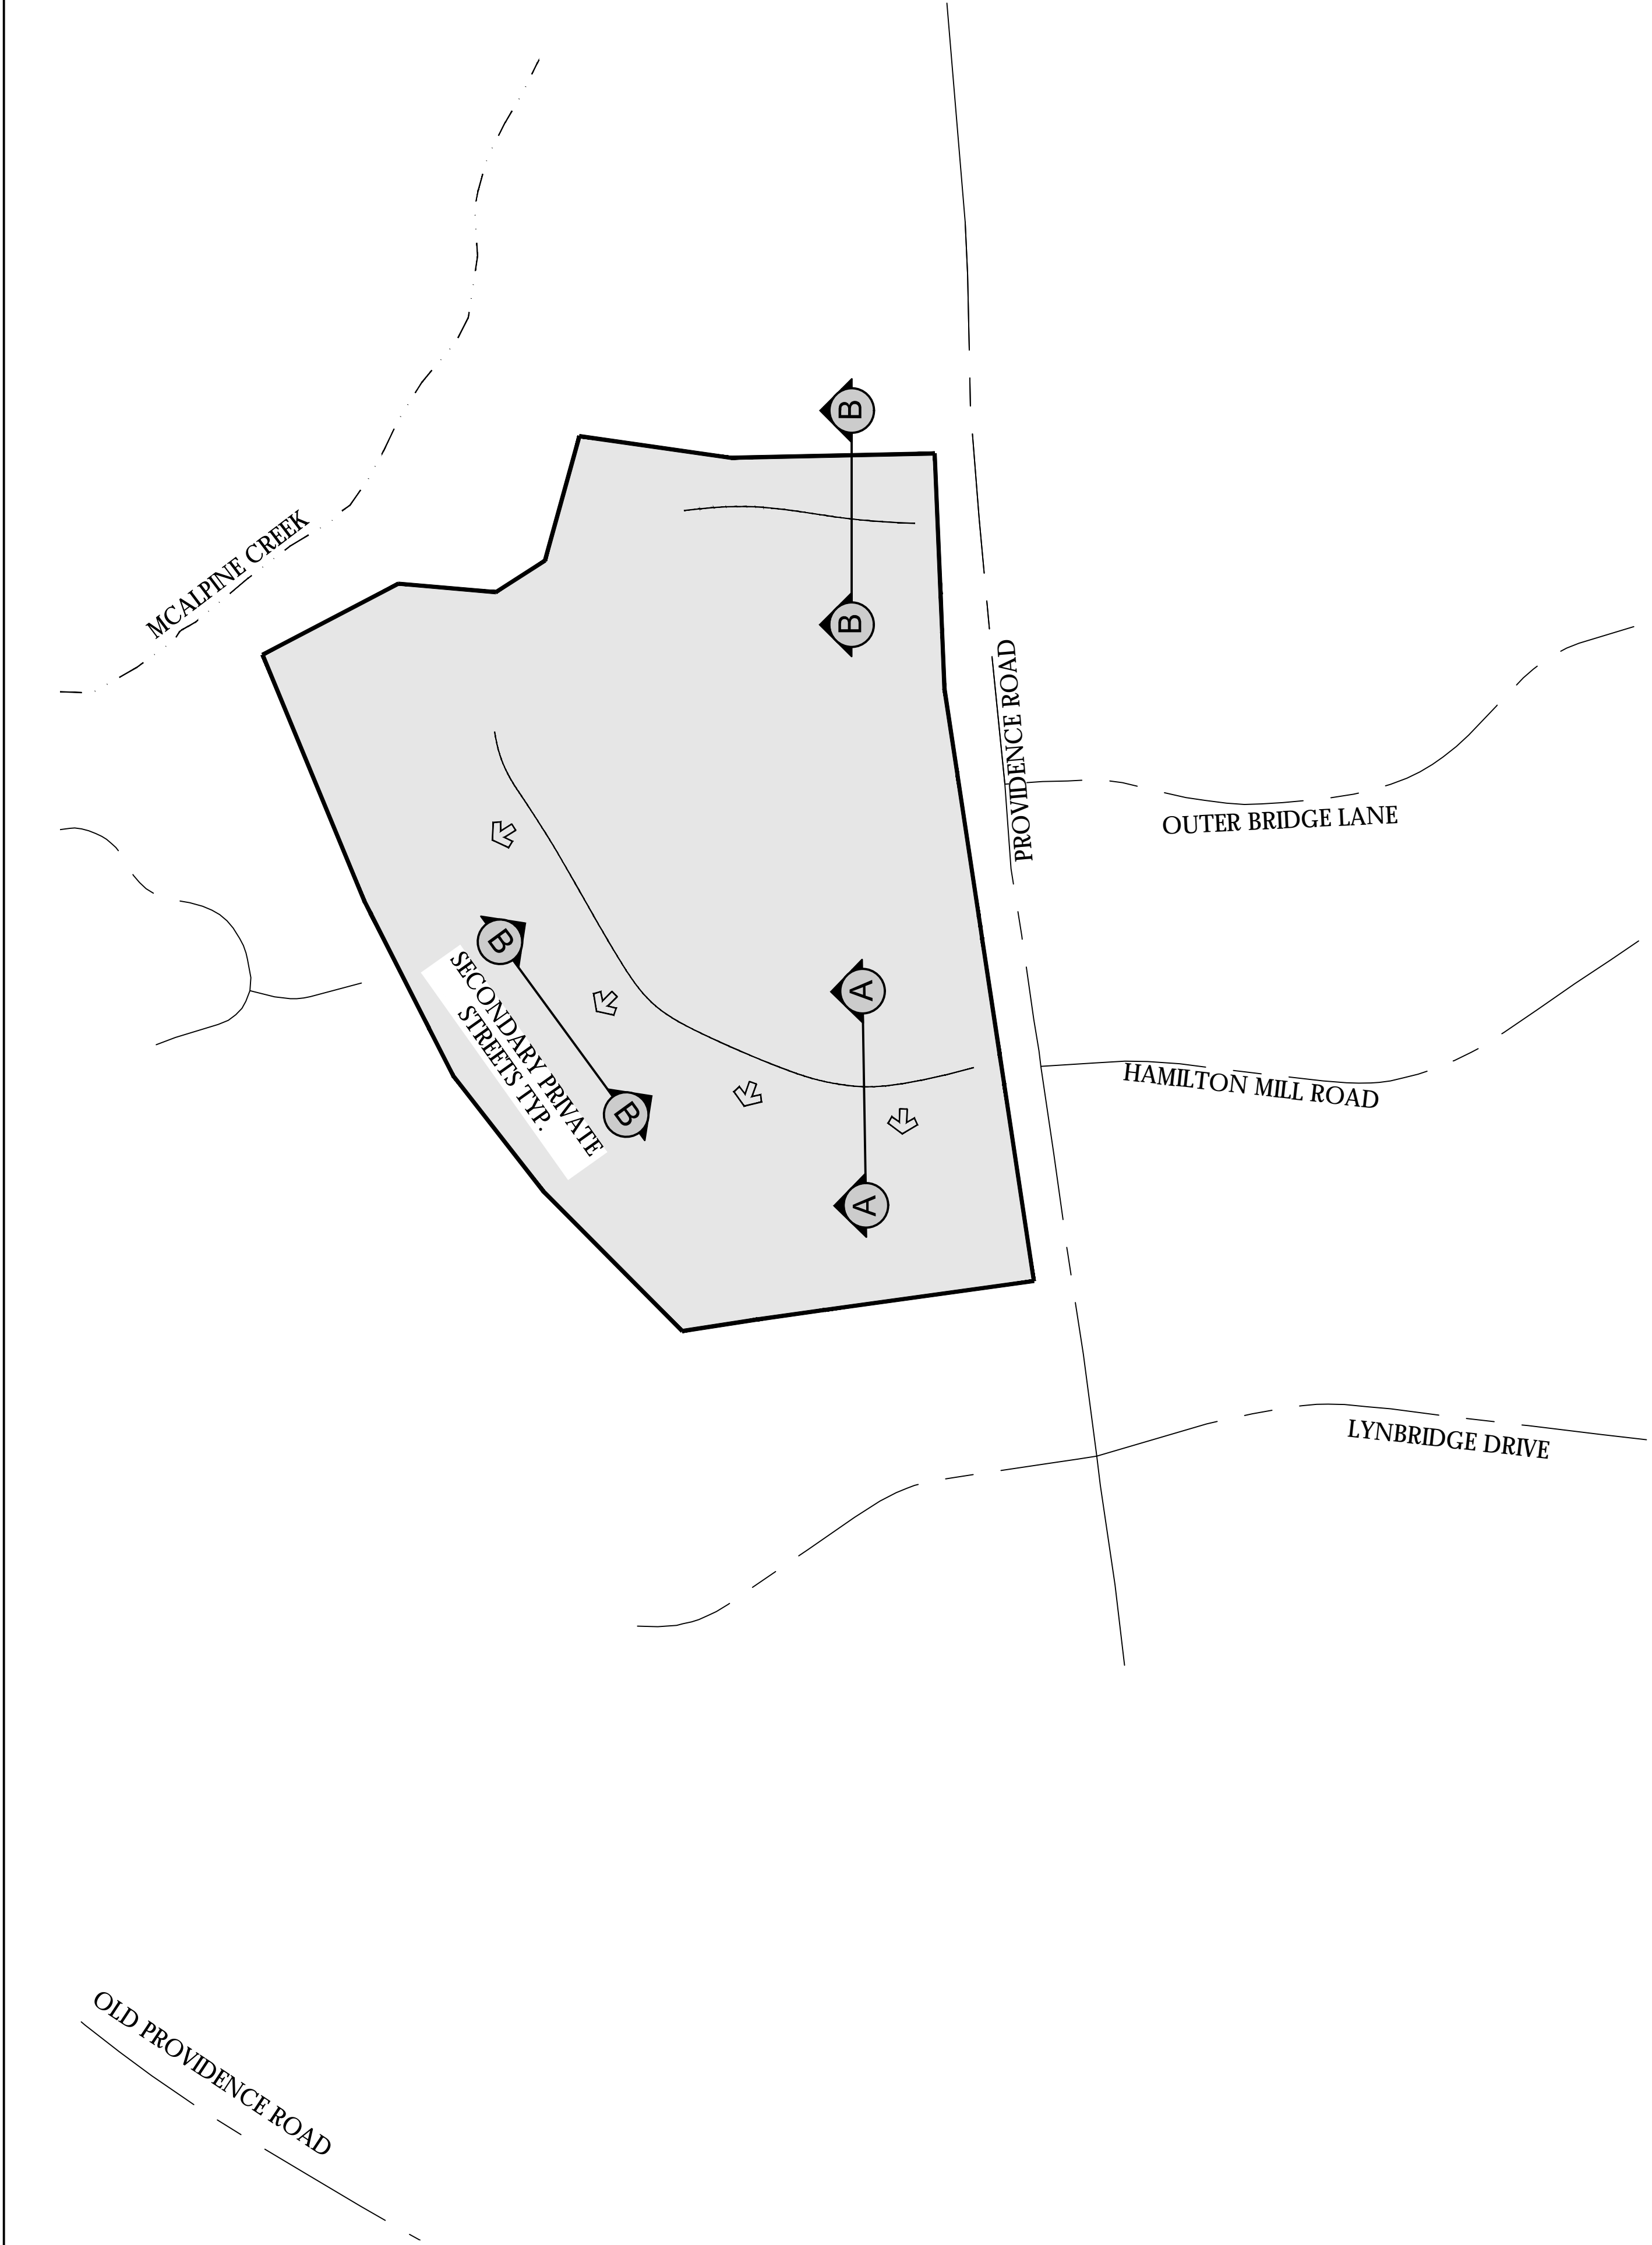 B
MCALPINE CREEK
B
PROVIDENCE ROAD
OUTER BRIDGE LANE
B
SECONDARY PRIVATE
STREETS TYP.
A
HAMILTON MILL ROAD
B
A
LYNBRIDGE DRIVE
OLD PROVIDENCE ROAD